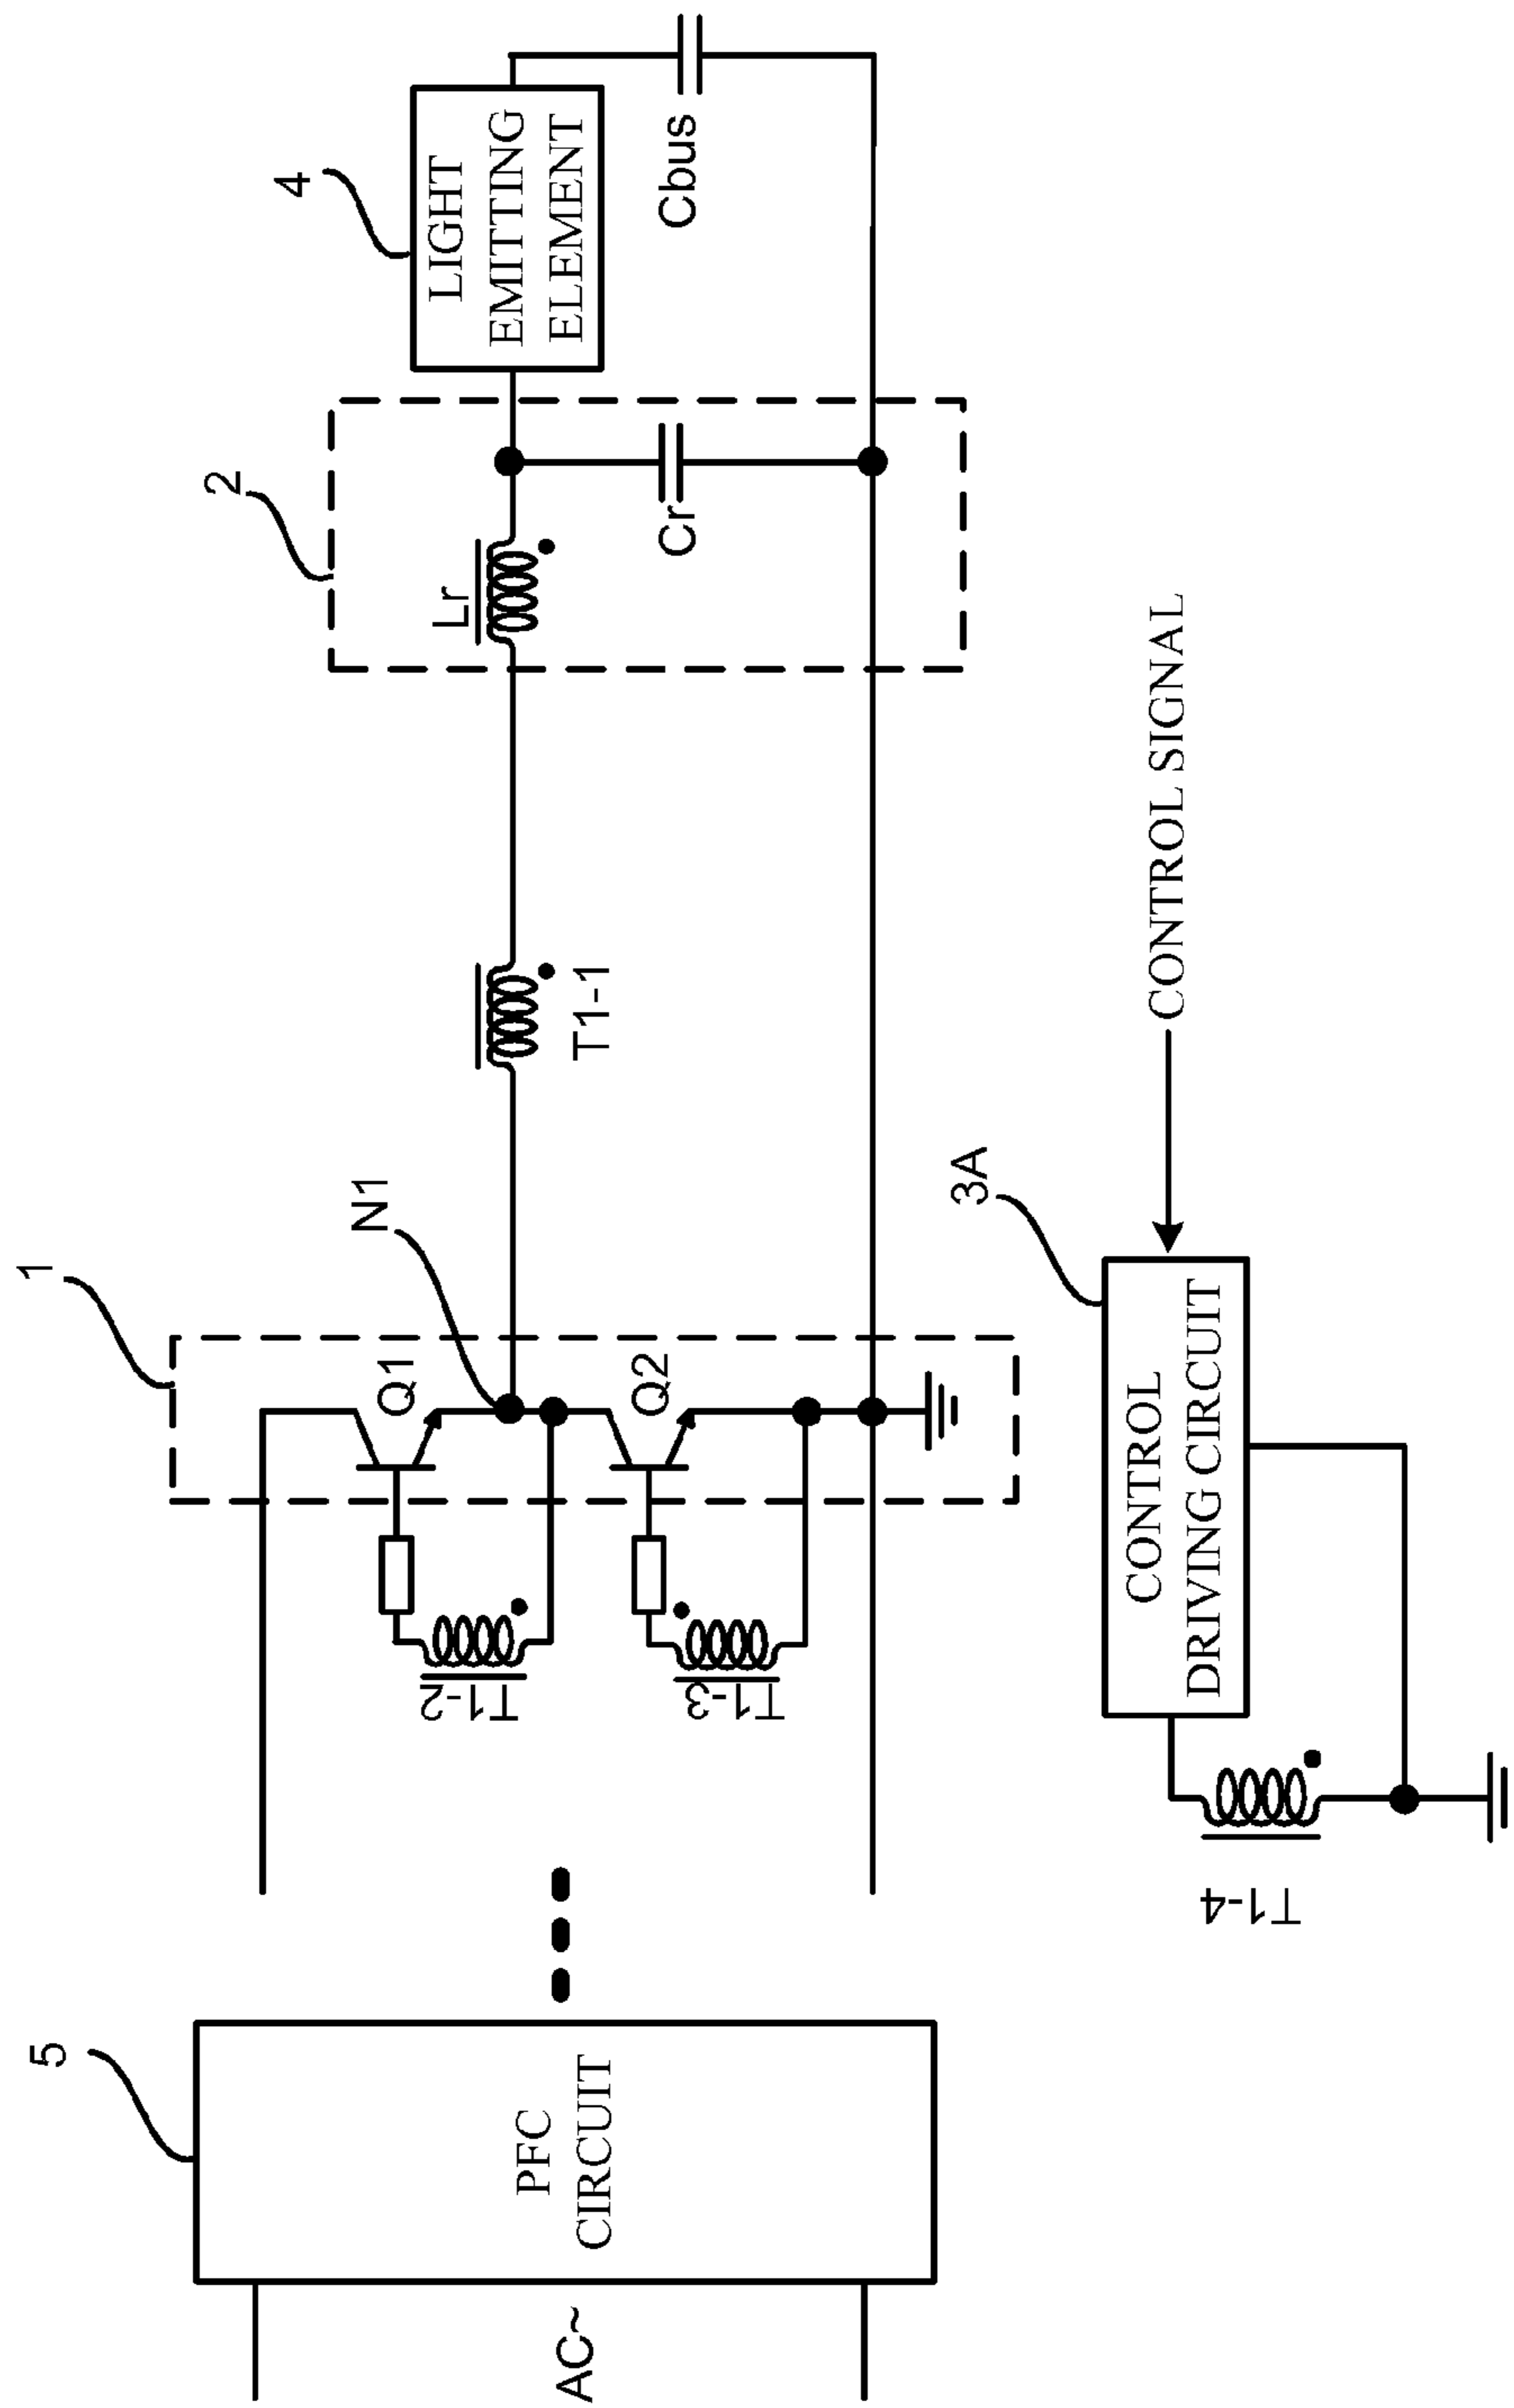 5
PFC
CIRCUIT
AC~
1
N1
Q1
Q2
T1-2
T1-3
T1-1
2
Lr
Cr
4
LIGHT
EMITTING
ELEMENT
Cbus
3A
CONTROL
DRIVING CIRCUIT
CONTROL SIGNAL
T1-4